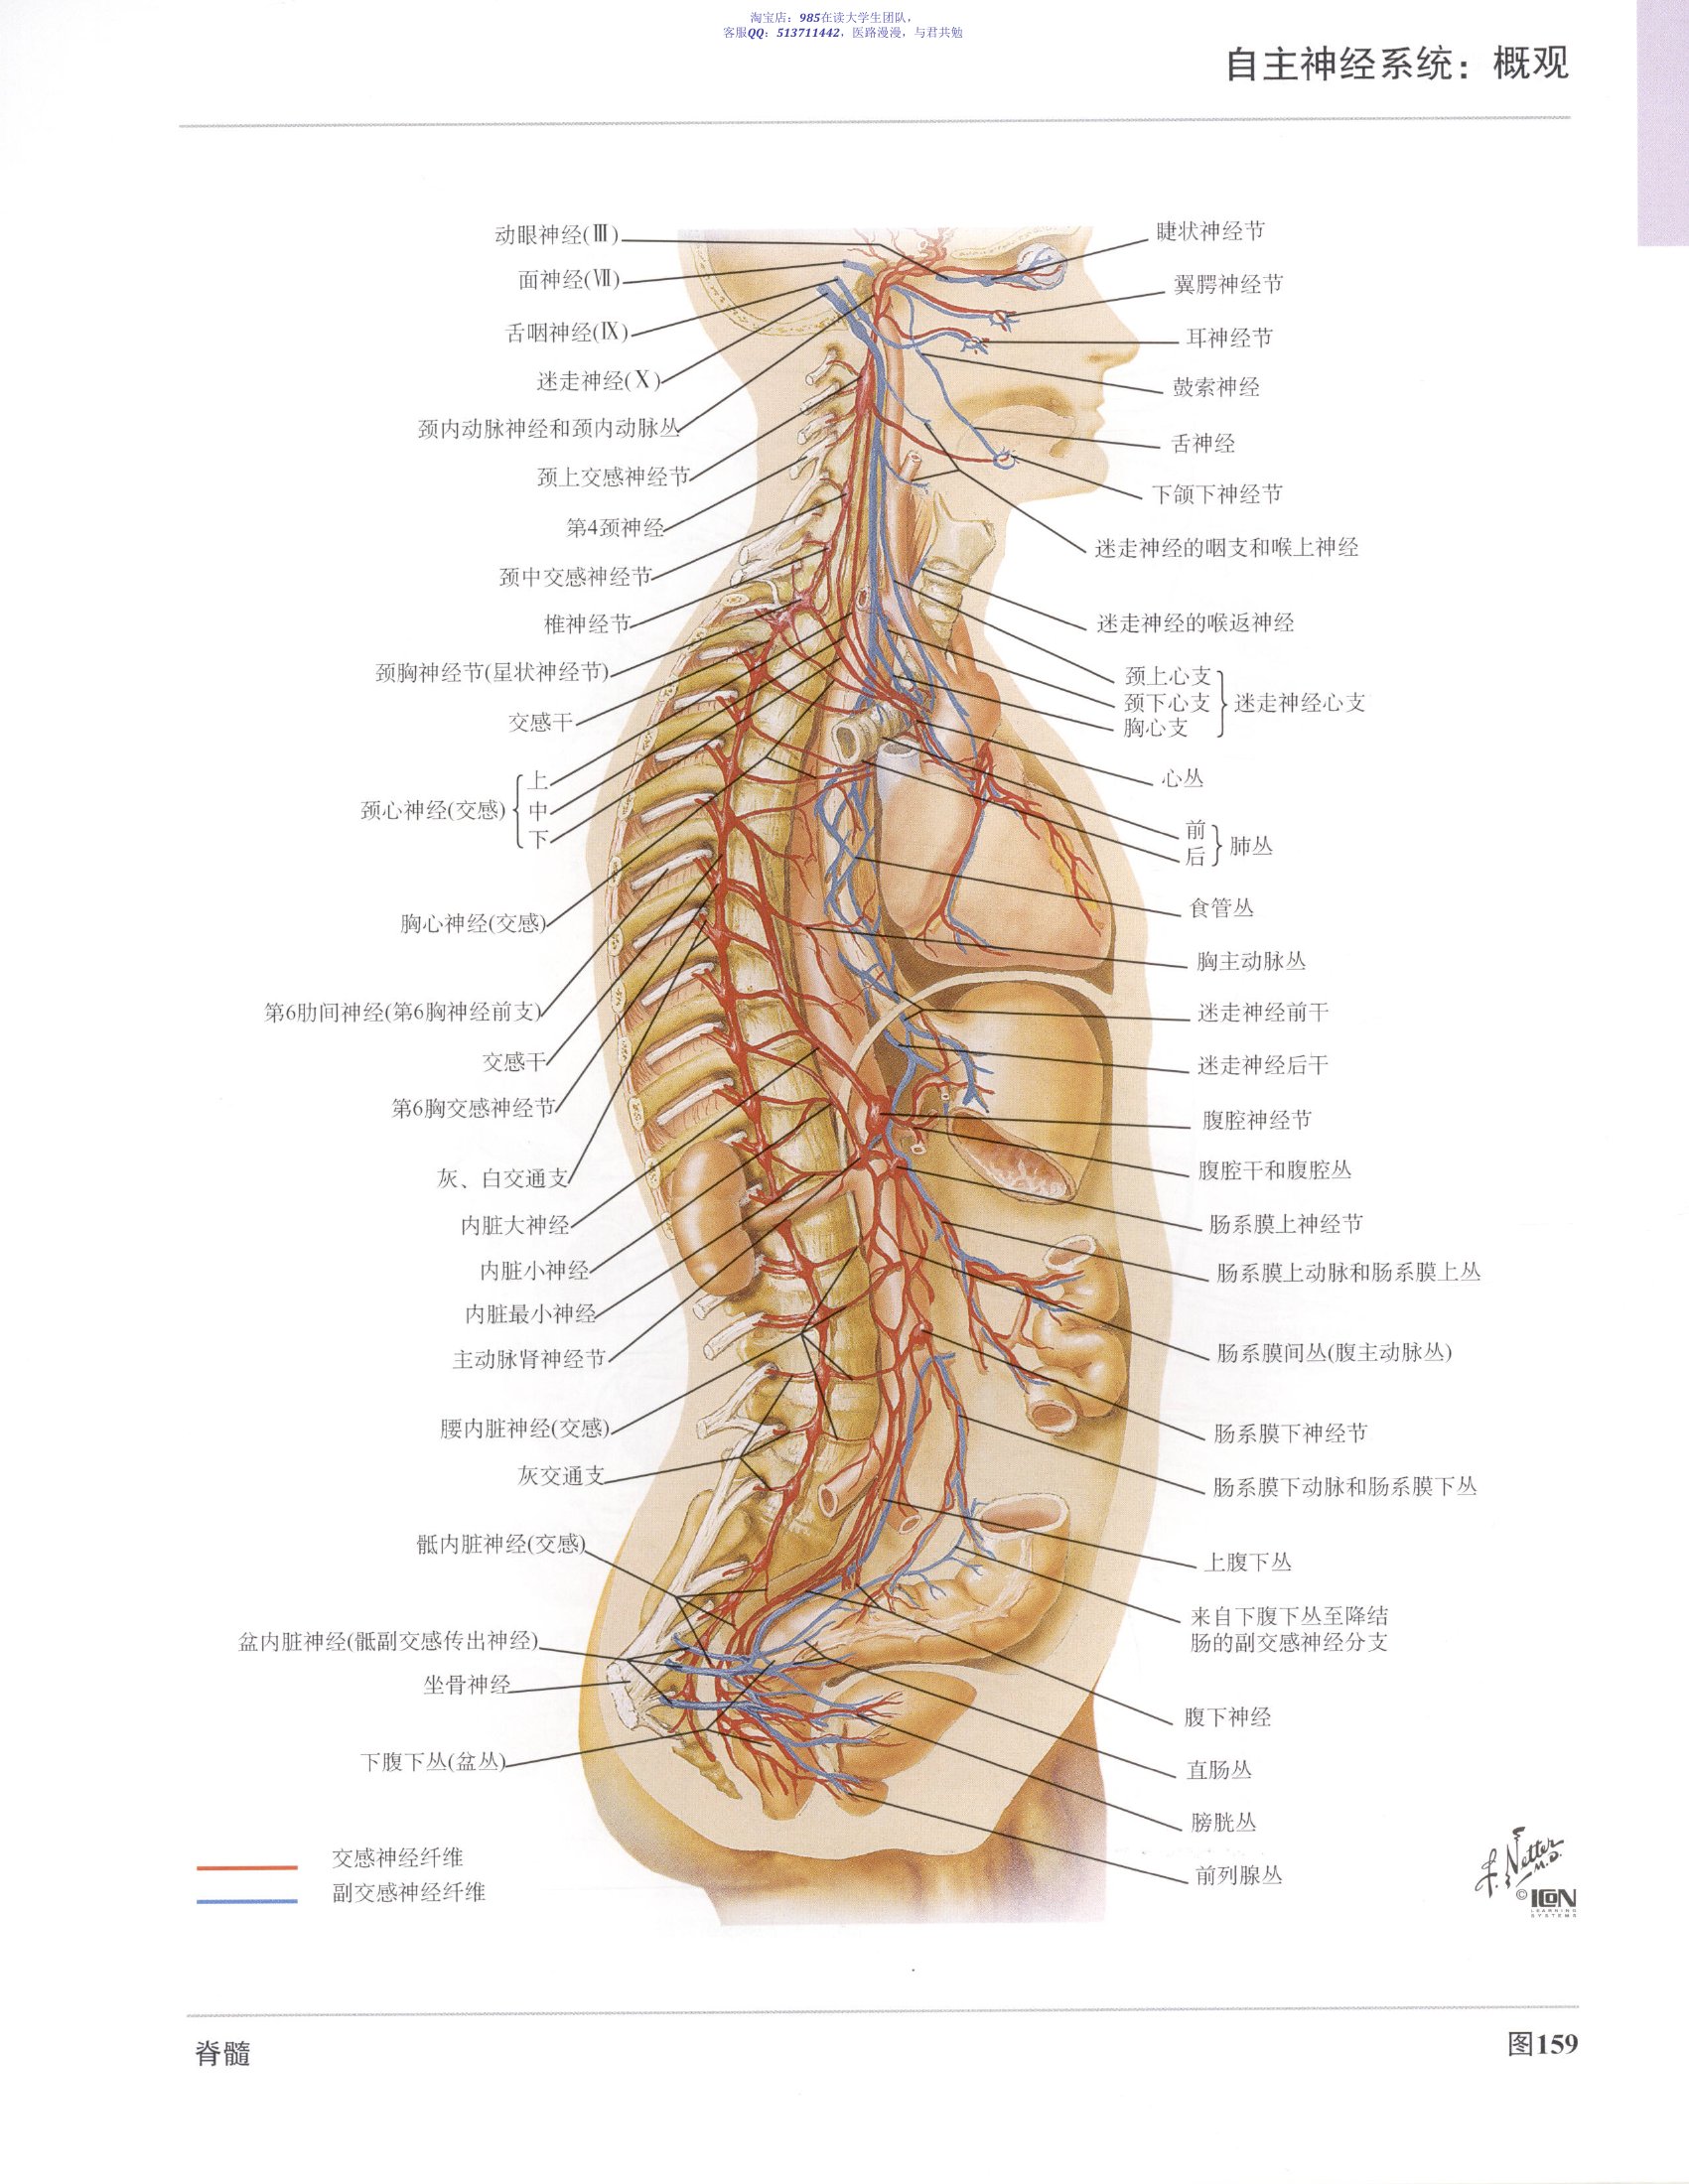 淘宝店：985在读大学生团队，
客服QQ：513711442，医路漫漫，与君共勉
自主神经系统：概观
动眼神经(Ⅲ)
面神经(Ⅶ)
舌咽神经(Ⅸ)
迷走神经(Ⅹ)
颈内动脉神经和颈内动脉丛
颈上交感神经节
第4颈神经
颈中交感神经节
椎神经节
颈胸神经节(星状神经节)
交感干
颈心神经(交感)
上
中
下
胸心神经(交感)
第6肋间神经(第6胸神经前支)
交感干
第6胸交感神经节
灰、白交通支
内脏大神经
内脏小神经
内脏最小神经
主动脉肾神经节
腰内脏神经(交感)
灰交通支
骶内脏神经(交感)
盆内脏神经(骶副交感传出神经)
坐骨神经
下腹下丛(盆丛)
睫状神经节
翼腭神经节
耳神经节
鼓索神经
舌神经
下颌下神经节
迷走神经的咽支和喉上神经
迷走神经的喉返神经
颈上心支
颈下心支
胸心支
迷走神经心支
心丛
前
后
肺丛
食管丛
胸主动脉丛
迷走神经前干
迷走神经后干
腹腔神经节
腹腔干和腹腔丛
肠系膜上神经节
肠系膜上动脉和肠系膜上丛
肠系膜间丛(腹主动脉丛)
肠系膜下神经节
肠系膜下动脉和肠系膜下丛
上腹下丛
来自下腹下丛至降结
肠的副交感神经分支
腹下神经
直肠丛
膀胱丛
前列腺丛
交感神经纤维
副交感神经纤维
F. Netter M.D.
© ICON
LEARNING
SYSTEMS
脊髓
图159